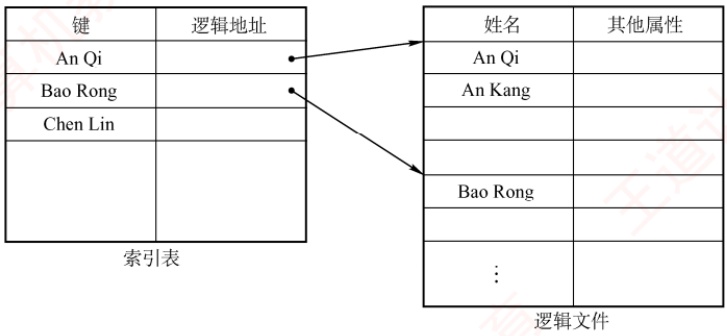 键 逻辑地址
An Qi
Bao Rong
Chen Lin
索引表
姓名 其他属性
An Qi
An Kang
Bao Rong
⋮
逻辑文件